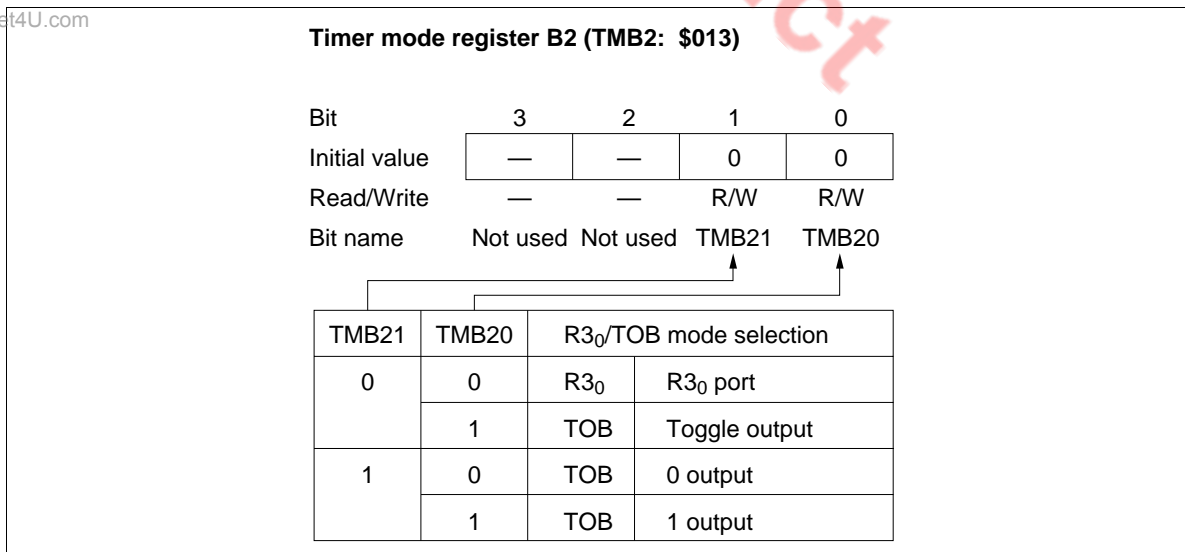 et4U.com
ct
Timer mode register B2 (TMB2: $013)
Bit 3 2 1 0
Initial value — — 0 0
Read/Write — — R/W R/W
Bit name Not used Not used TMB21 TMB20
TMB21 TMB20 R3₀/TOB mode selection
0 0 R3₀ R3₀ port
1 TOB Toggle output
1 0 TOB 0 output
1 TOB 1 output